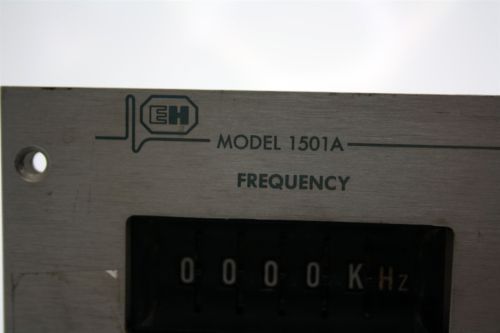 EH
MODEL 1501A
FREQUENCY
0000KHz